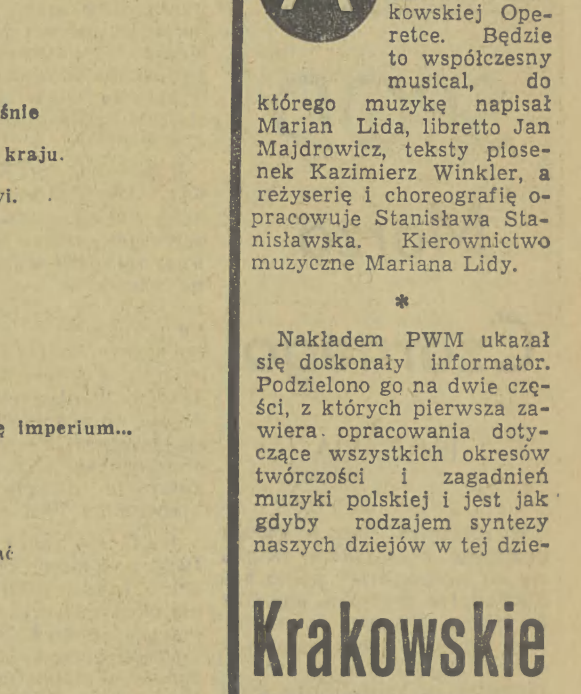 śnie
kraju.
vi.
ę imperium...
ać
A
kowskiej Ope-
retce. Będzie
to współczesny
musical, do
którego muzykę napisał
Marian Lida, libretto Jan
Majdrowicz, teksty piose-
nek Kazimierz Winkler, a
reżyserię i choreografię o-
pracowuje Stanisława Sta-
nisławska. Kierownictwo
muzyczne Mariana Lidy.
*
Nakładem PWM ukazał
się doskonały informator.
Podzielono go na dwie czę-
ści, z których pierwsza za-
wiera opracowania doty-
czące wszystkich okresów
twórczości i zagadnień
muzyki polskiej i jest jak
gdyby rodzajem syntezy
naszych dziejów w tej dzie-
Krakowskie